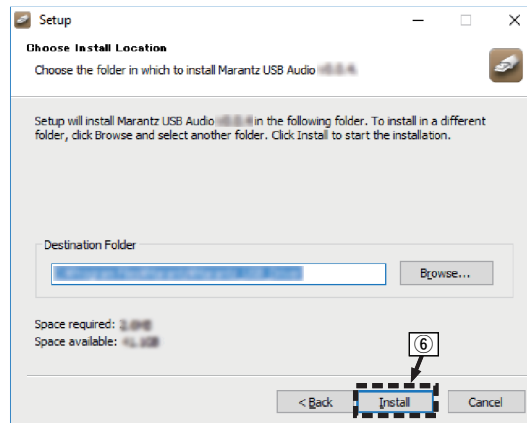 Setup
Choose Install Location
Choose the folder in which to install Marantz USB Audio
Setup will install Marantz USB Audio in the following folder. To install in a different
folder, click Browse and select another folder. Click Install to start the installation.
Destination Folder
Browse...
Space required:
Space available:
⑥
< Back Install Cancel